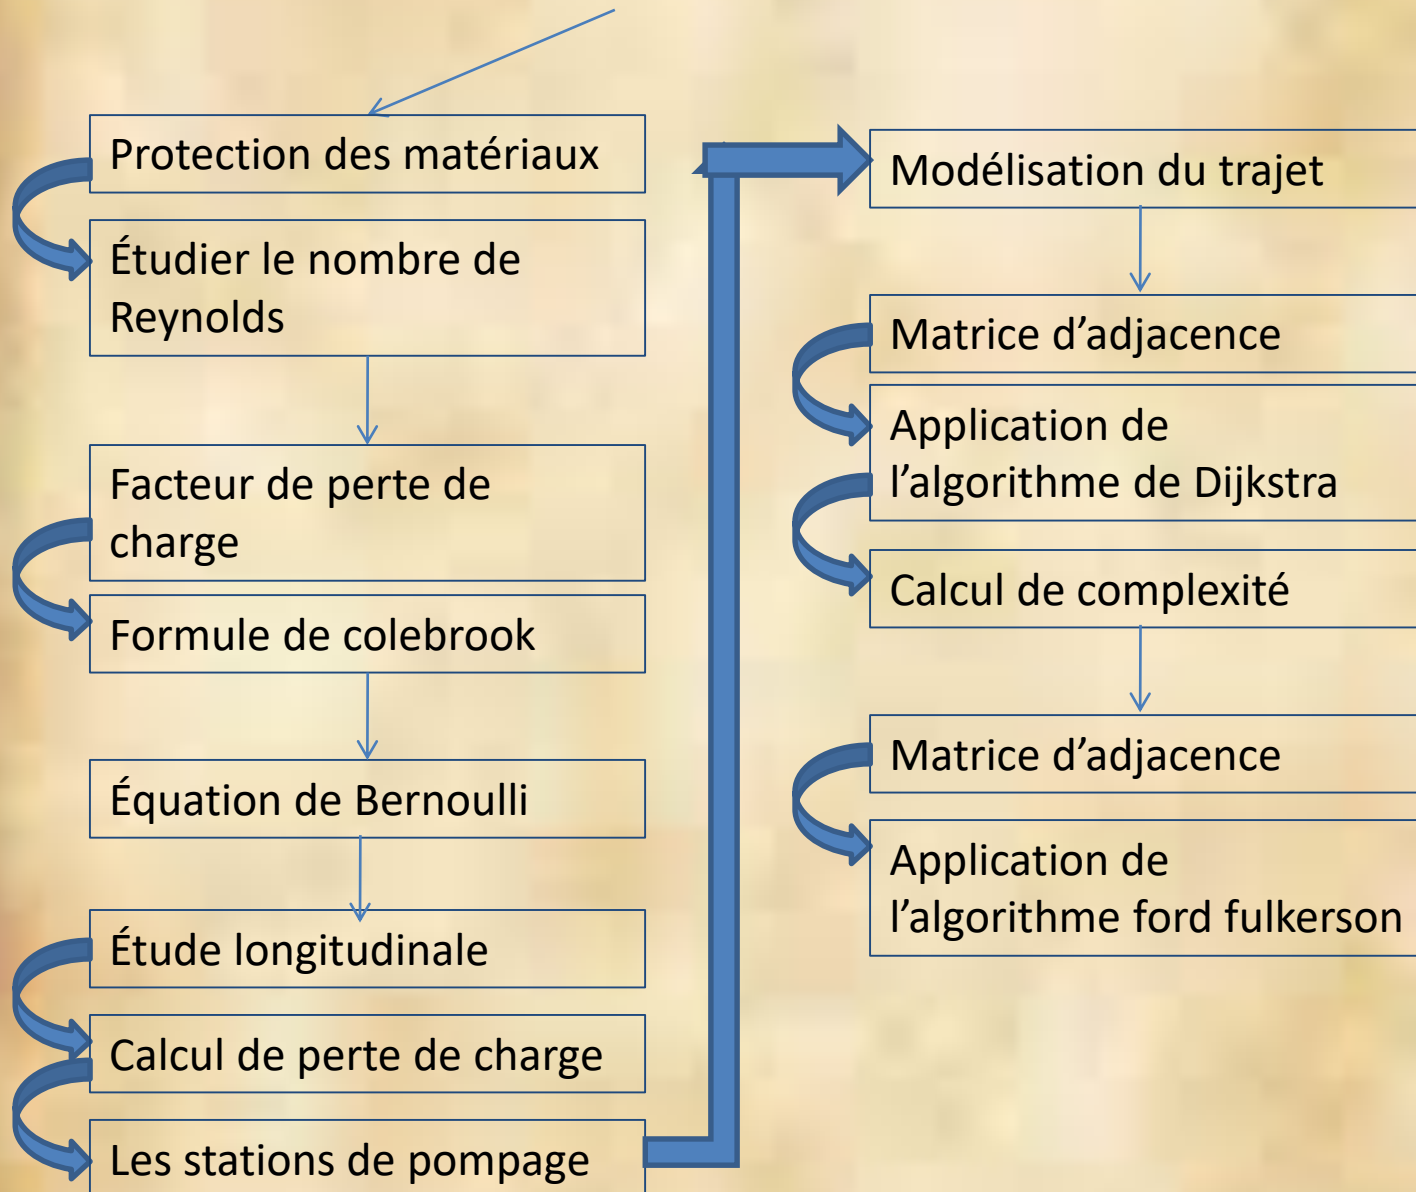 Protection des matériaux
Étudier le nombre de
Reynolds
Facteur de perte de
charge
Formule de colebrook
Équation de Bernoulli
Étude longitudinale
Calcul de perte de charge
Les stations de pompage
Modélisation du trajet
Matrice d’adjacence
Application de
l’algorithme de Dijkstra
Calcul de complexité
Matrice d’adjacence
Application de
l’algorithme ford fulkerson